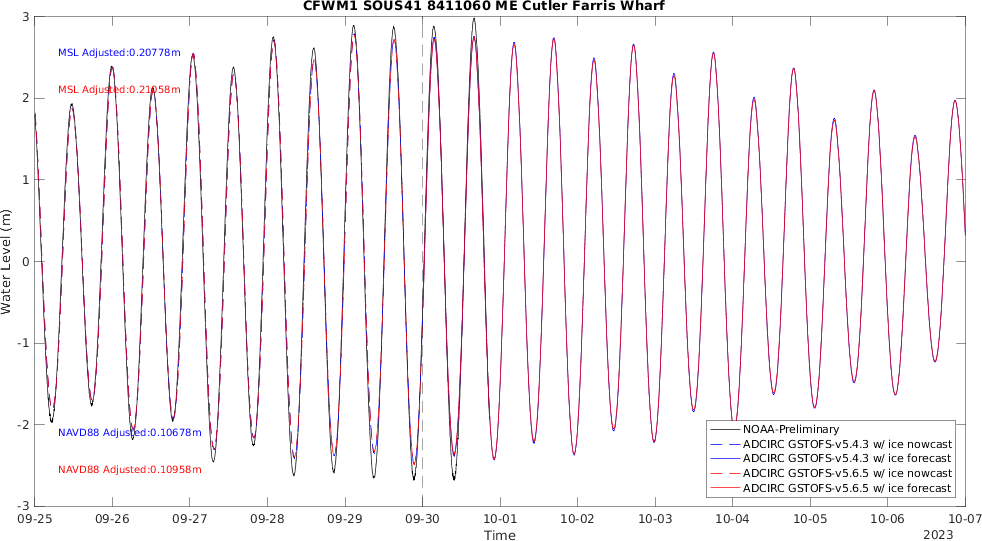 CFWM1 SOUS41 8411060 ME Cutler Farris Wharf
3
2
1
0
-1
-2
-3
Water Level (m)
MSL Adjusted:0.20778m
MSL Adjusted:0.21058m
NAVD88 Adjusted:0.10678m
NAVD88 Adjusted:0.10958m
NOAA-Preliminary
ADCIRC GSTOFS-v5.4.3 w/ ice nowcast
ADCIRC GSTOFS-v5.4.3 w/ ice forecast
ADCIRC GSTOFS-v5.6.5 w/ ice nowcast
ADCIRC GSTOFS-v5.6.5 w/ ice forecast
09-25 09-26 09-27 09-28 09-29 09-30 10-01 10-02 10-03 10-04 10-05 10-06 10-07
Time
2023